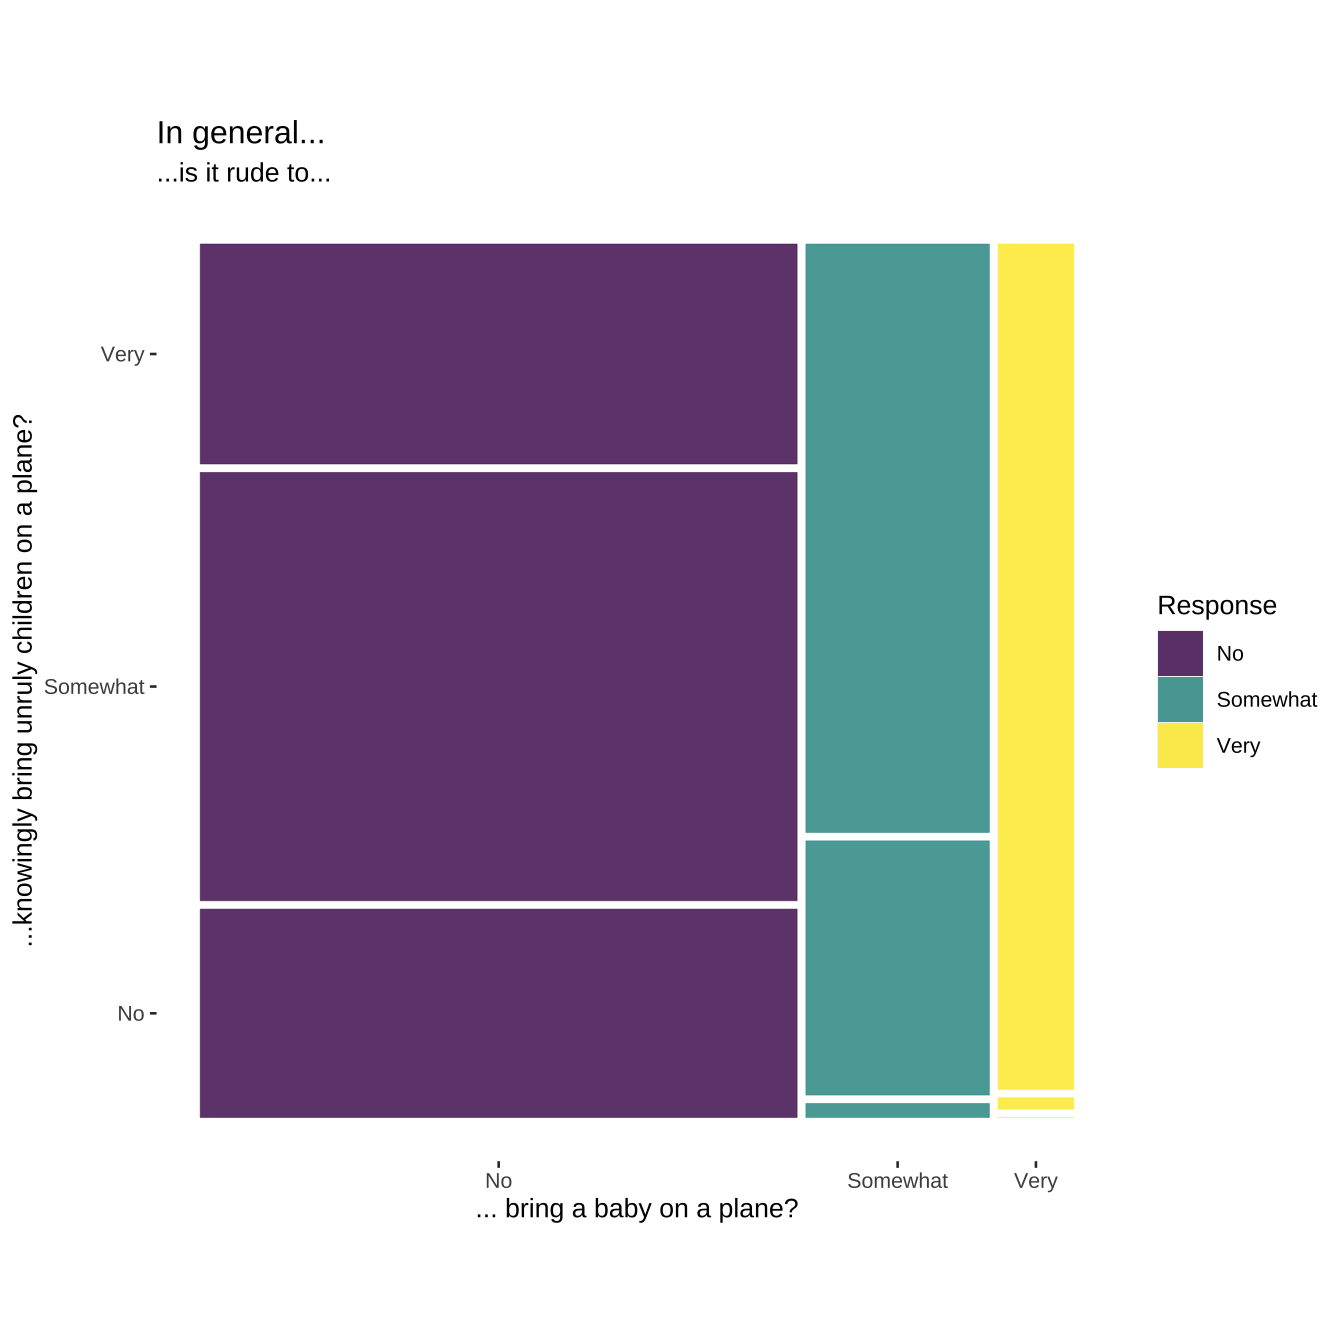 In general...
...is it rude to...
...knowingly bring unruly children on a plane?
Very
Somewhat
No
No
Somewhat
Very
... bring a baby on a plane?
Response
No
Somewhat
Very